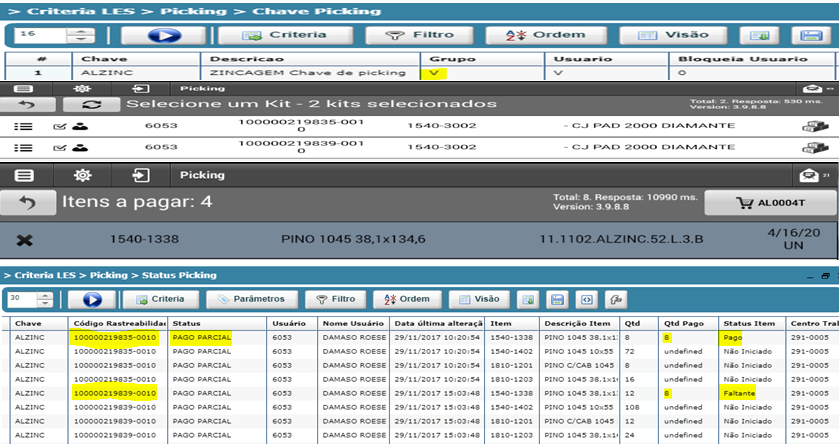 > Criteria LES > Picking > Chave Picking
16 Criteria Filtro Ordem Visão
# Chave Descricao Grupo Usuario Bloqueia Usuario
1 ALZINC ZINCAGEM Chave de picking V V O
Picking
Selecione um Kit - 2 kits selecionados Total: 2. Resposta: 530 ms.
Version: 3.9.8.8
6053 100000219835-001 1540-3002 - CJ PAD 2000 DIAMANTE
0
6053 100000219839-001 1540-3002 - CJ PAD 2000 DIAMANTE
0
Picking 21
Itens a pagar: 4 Total: 8. Resposta: 10990 ms. AL0004T
Version: 3.9.8.8
1540-1338 PINO 1045 38,1x134,6 11.1102.ALZINC.52.L.3.B 4/16/20
UN
> Criteria LES > Picking > Status Picking
30 Criteria Parâmetros Filtro Ordem Visão
Chave Código Rastreabilidad Status Usuário Nome Usuário Data última alteraçã Item Descrição Item Qtd Qtd Pago Status Item Centro Tral
ALZINC 100000219835-0010 PAGO PARCIAL 6053 DAMASO ROESE 29/11/2017 10:20:54 1540-1338 PINO 1045 38,1x1: 8 8 Pago 291-0005
ALZINC 100000219835-0010 PAGO PARCIAL 6053 DAMASO ROESE 29/11/2017 10:20:54 1540-1402 PINO 1045 10x55 72 undefined Não Iniciado 291-0005
ALZINC 100000219835-0010 PAGO PARCIAL 6053 DAMASO ROESE 29/11/2017 10:20:54 1810-1201 PINO C/CAB 1045 8 undefined Não Iniciado 291-0005
ALZINC 100000219835-0010 PAGO PARCIAL 6053 DAMASO ROESE 29/11/2017 10:20:54 1810-1203 PINO 1045 38,1x1 16 undefined Não Iniciado 291-0005
ALZINC 100000219839-0010 PAGO PARCIAL 6053 DAMASO ROESE 29/11/2017 15:03:48 1540-1338 PINO 1045 38,1x1: 12 8 Faltante 291-0005
ALZINC 100000219839-0010 PAGO PARCIAL 6053 DAMASO ROESE 29/11/2017 15:03:48 1540-1402 PINO 1045 10x55 108 undefined Não Iniciado 291-0005
ALZINC 100000219839-0010 PAGO PARCIAL 6053 DAMASO ROESE 29/11/2017 15:03:48 1810-1201 PINO C/CAB 1045 12 undefined Não Iniciado 291-0005
ALZINC 100000219839-0010 PAGO PARCIAL 6053 DAMASO ROESE 29/11/2017 15:03:48 1810-1203 PINO 1045 38,1x1 24 undefined Não Iniciado 291-0005